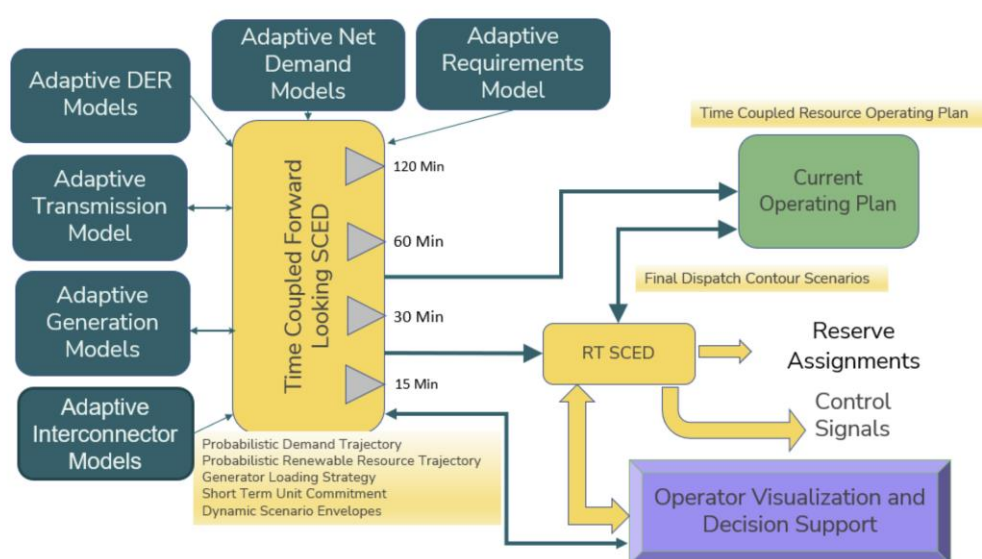 Adaptive DER
Models
Adaptive Net
Demand
Models
Adaptive
Requirements
Model
Adaptive
Transmission
Model
Adaptive
Generation
Models
Adaptive
Interconnector
Models
Time Coupled Forward
Looking SCED
120 Min
60 Min
30 Min
15 Min
Probabilistic Demand Trajectory
Probabilistic Renewable Resource Trajectory
Generator Loading Strategy
Short Term Unit Commitment
Dynamic Scenario Envelopes
Time Coupled Resource Operating Plan
Current
Operating Plan
Final Dispatch Contour Scenarios
RT SCED
Reserve
Assignments
Control
Signals
Operator Visualization and
Decision Support